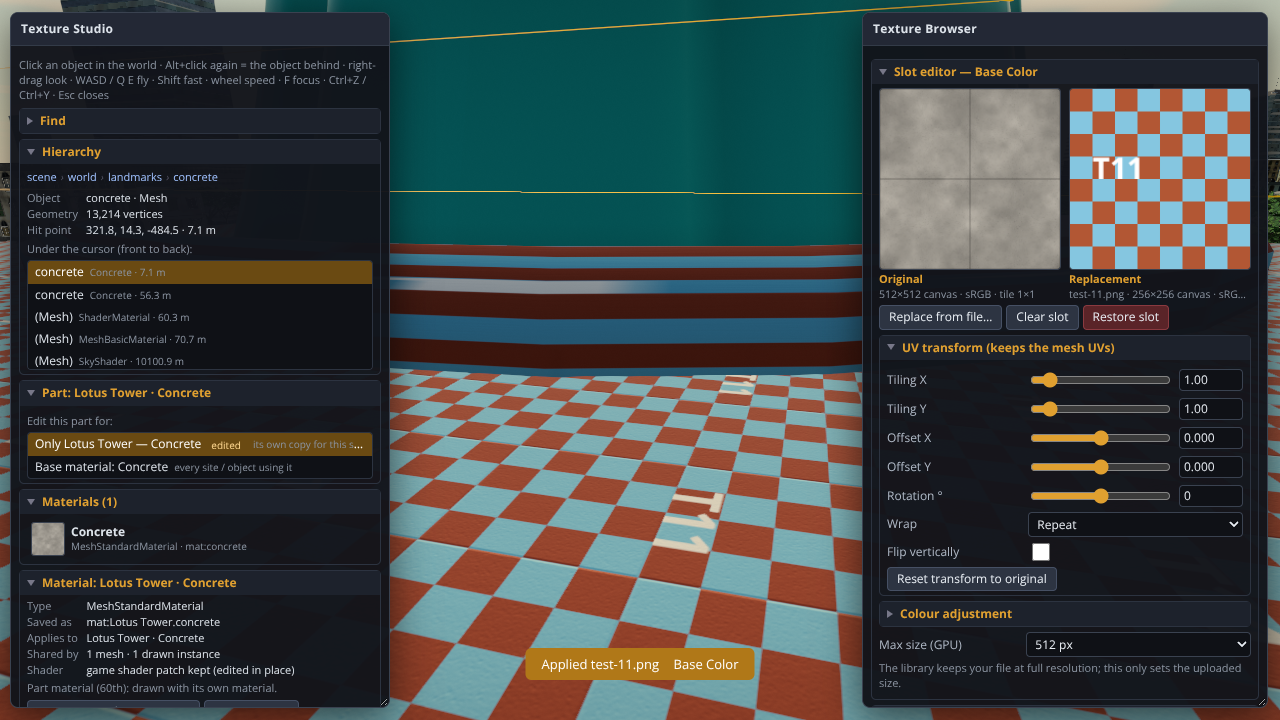 Texture Studio
Click an object in the world · Alt+click again = the object behind · right-
drag look · WASD / Q E fly · Shift fast · wheel speed · F focus · Ctrl+Z /
Ctrl+Y · Esc closes
Find
Hierarchy
scene › world › landmarks › concrete
Object concrete · Mesh
Geometry 13,214 vertices
Hit point 321.8, 14.3, -484.5 · 7.1 m
Under the cursor (front to back):
concrete Concrete · 7.1 m
concrete Concrete · 56.3 m
(Mesh) ShaderMaterial · 60.3 m
(Mesh) MeshBasicMaterial · 70.7 m
(Mesh) SkyShader · 10100.9 m
Part: Lotus Tower · Concrete
Edit this part for:
Only Lotus Tower — Concrete edited its own copy for this s...
Base material: Concrete every site / object using it
Materials (1)
Concrete
MeshStandardMaterial · mat:concrete
Material: Lotus Tower · Concrete
Type MeshStandardMaterial
Saved as mat:Lotus Tower.concrete
Applies to Lotus Tower · Concrete
Shared by 1 mesh · 1 drawn instance
Shader game shader patch kept (edited in place)
Part material (60th): drawn with its own material.
T11
Applied test-11.png Base Color
Texture Browser
Slot editor — Base Color
T11
Original
512×512 canvas · sRGB · tile 1×1
Replacement
test-11.png · 256×256 canvas · sRG...
Replace from file... Clear slot Restore slot
UV transform (keeps the mesh UVs)
Tiling X 1.00
Tiling Y 1.00
Offset X 0.000
Offset Y 0.000
Rotation ° 0
Wrap Repeat
Flip vertically
Reset transform to original
Colour adjustment
Max size (GPU) 512 px
The library keeps your file at full resolution; this only sets the uploaded
size.